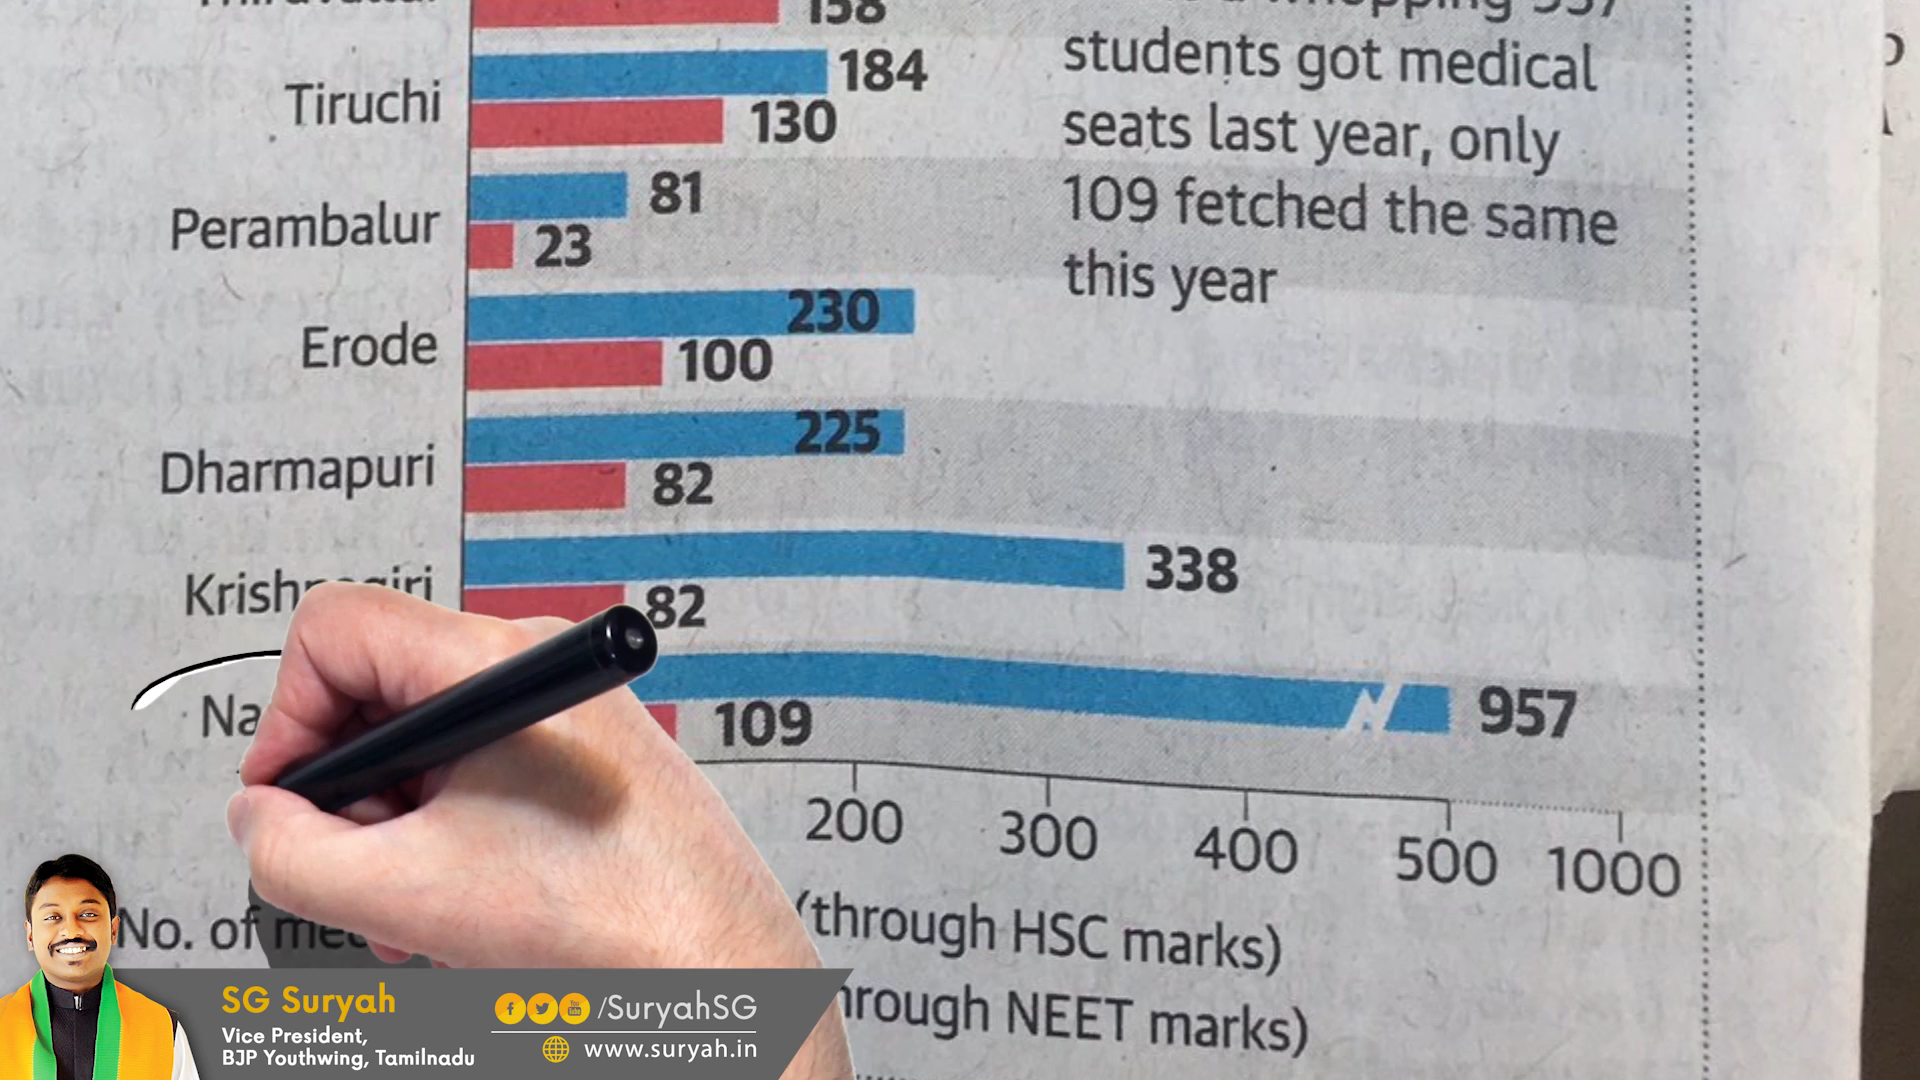 158
Tiruchi
184
130
Perambalur
81
23
Erode
230
100
Dharmapuri
225
82
338
82
957
109
students got medical
seats last year, only
109 fetched the same
this year
200 300 400 500 1000
No. of
(through HSC marks)
NEET marks)
SG Suryah
Vice President,
BJP Youthwing, Tamilnadu
/SuryahSG
www.suryah.in